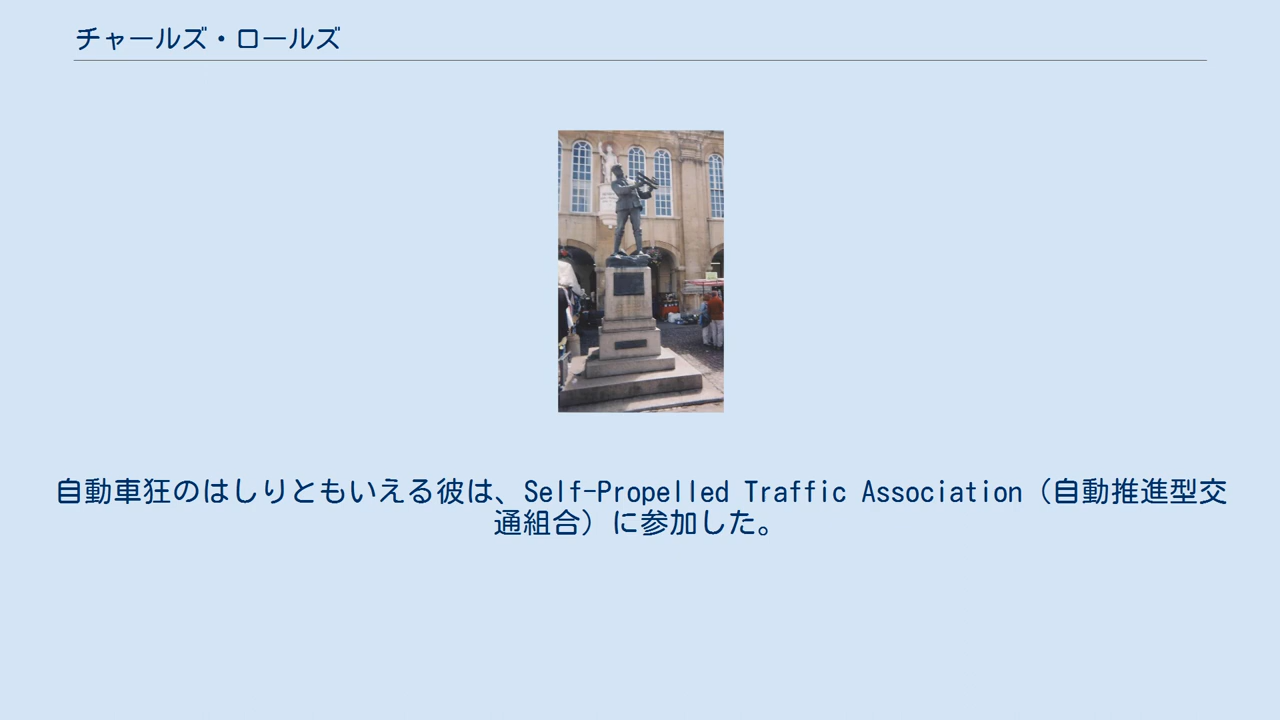 チャールズ・ロールズ
自動車狂のはしりともいえる彼は、Self-Propelled Traffic Association（自動推進型交
通組合）に参加した。